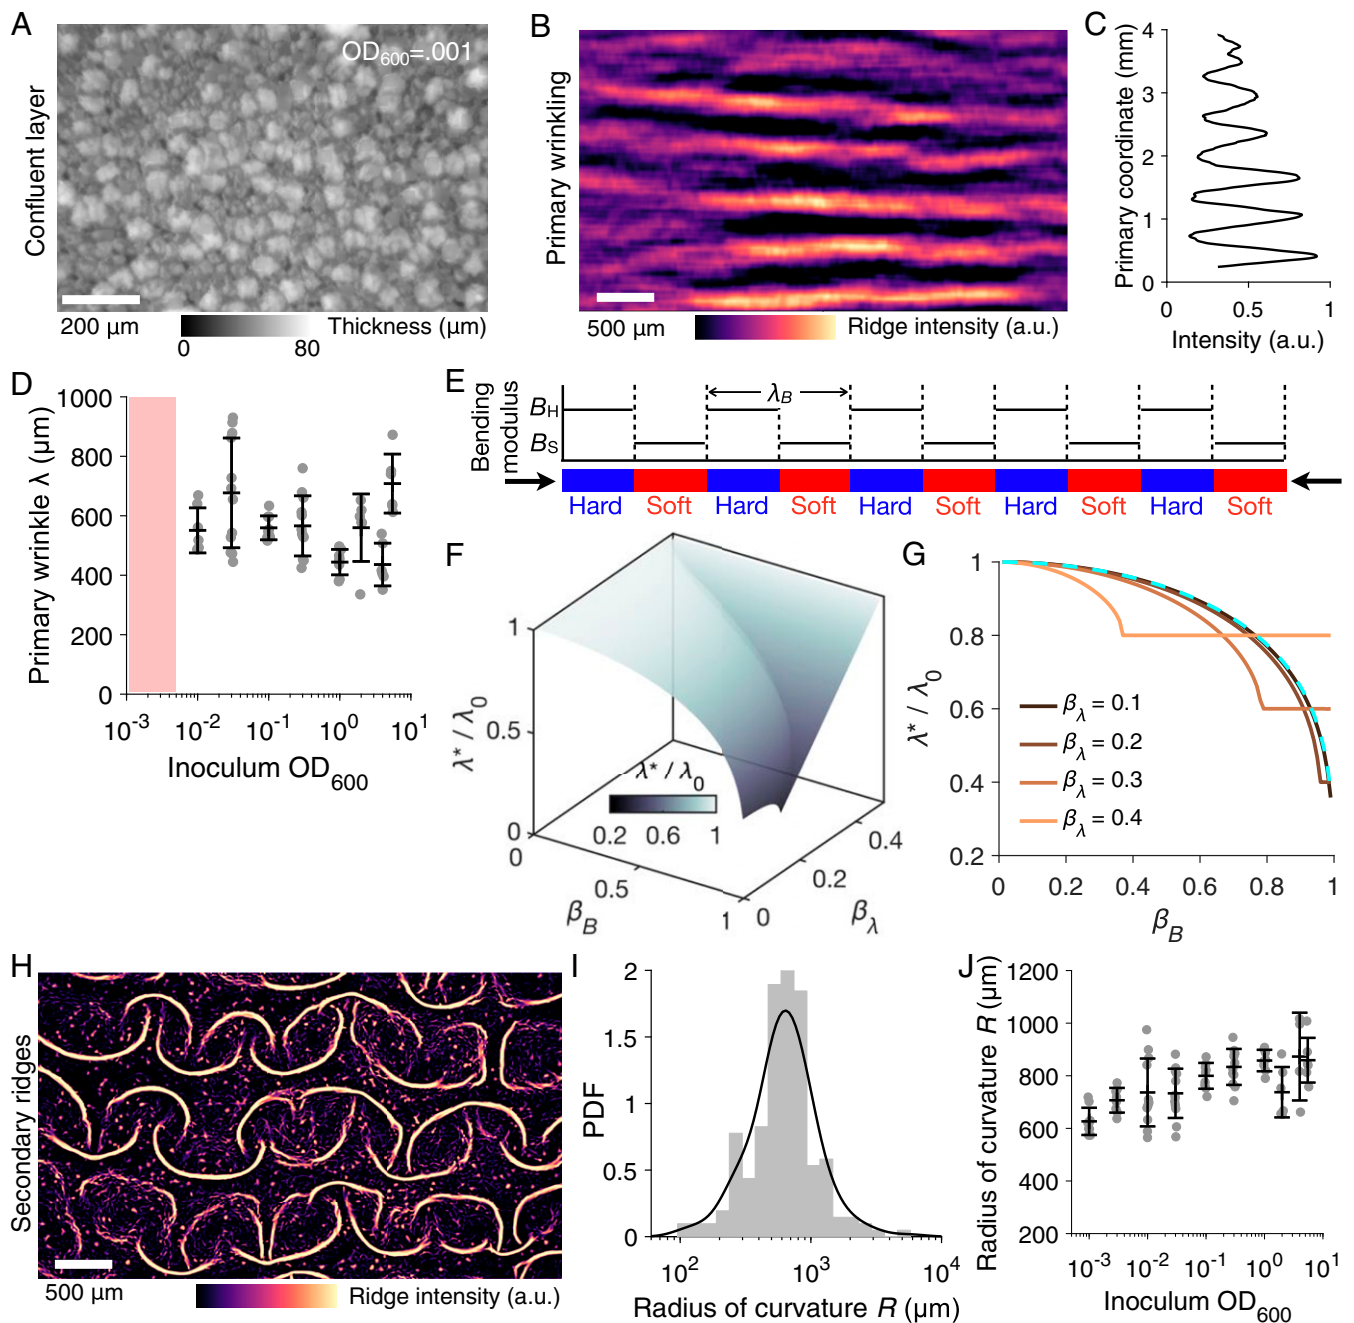 A
OD600=.001
Confluent layer
200 µm
Thickness (µm)
0 80
B
Primary wrinkling
500 µm
Ridge intensity (a.u.)
C
Primary coordinate (mm)
4
3
2
1
0
0 0.5 1
Intensity (a.u.)
D
Primary wrinkle λ (µm)
1000
800
600
400
200
0
10-3 10-2 10-1 100 101
Inoculum OD600
E
Bending modulus
BH
BS
λB
Hard Soft Hard Soft Hard Soft Hard Soft Hard Soft
F
λ* / λ0
1
0.5
0
λ* / λ0
0.2 0.6 1
0 0.5 1
βB
0 0.2 0.4
βλ
G
λ* / λ0
1
0.8
0.6
0.4
0.2
βλ = 0.1
βλ = 0.2
βλ = 0.3
βλ = 0.4
0 0.2 0.4 0.6 0.8 1
βB
H
Secondary ridges
500 µm
Ridge intensity (a.u.)
I
PDF
2
1.5
1
0.5
0
102 103 104
Radius of curvature R (µm)
J
Radius of curvature R (µm)
1200
1000
800
600
400
200
10-3 10-2 10-1 100 101
Inoculum OD600